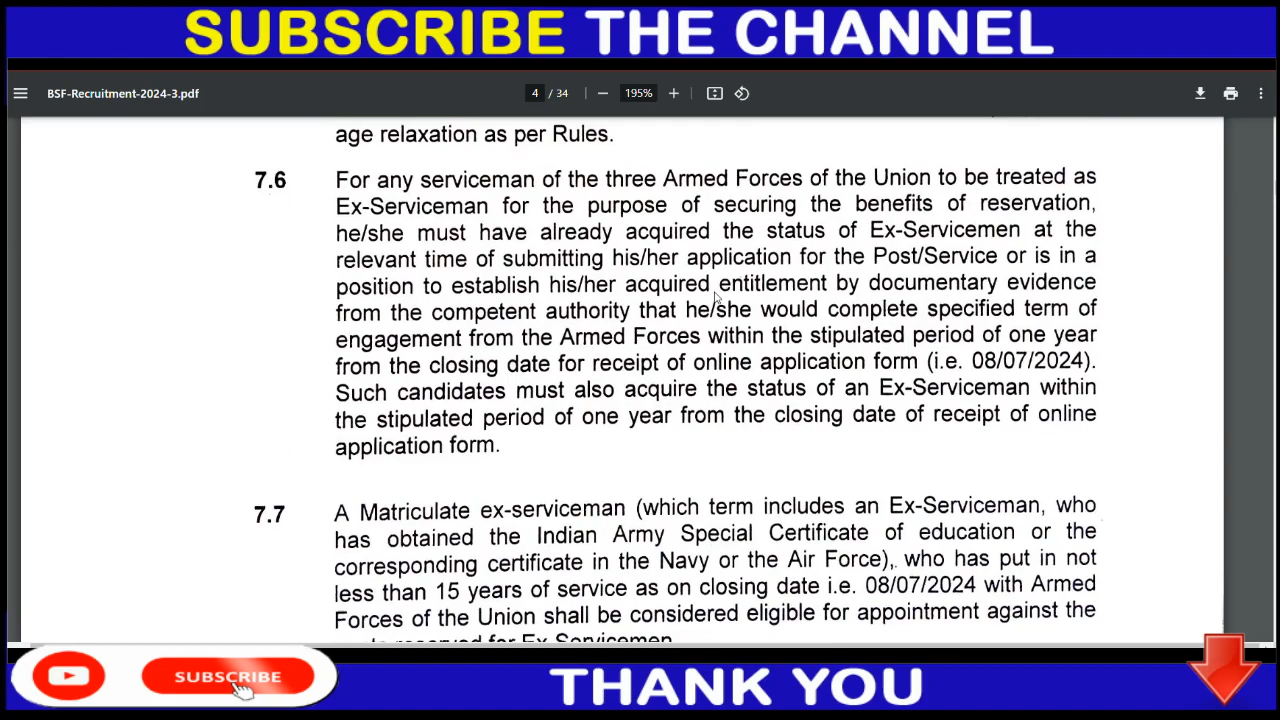 SUBSCRIBE THE CHANNEL
BSF-Recruitment-2024-3.pdf
4 / 34
195%
age relaxation as per Rules.
7.6 For any serviceman of the three Armed Forces of the Union to be treated as
Ex-Serviceman for the purpose of securing the benefits of reservation,
he/she must have already acquired the status of Ex-Servicemen at the
relevant time of submitting his/her application for the Post/Service or is in a
position to establish his/her acquired entitlement by documentary evidence
from the competent authority that he/she would complete specified term of
engagement from the Armed Forces within the stipulated period of one year
from the closing date for receipt of online application form (i.e. 08/07/2024).
Such candidates must also acquire the status of an Ex-Serviceman within
the stipulated period of one year from the closing date of receipt of online
application form.
7.7 A Matriculate ex-serviceman (which term includes an Ex-Serviceman, who
has obtained the Indian Army Special Certificate of education or the
corresponding certificate in the Navy or the Air Force), who has put in not
less than 15 years of service as on closing date i.e. 08/07/2024 with Armed
Forces of the Union shall be considered eligible for appointment against the
reserved for Ex-Servicemen
SUBSCRIBE
THANK YOU